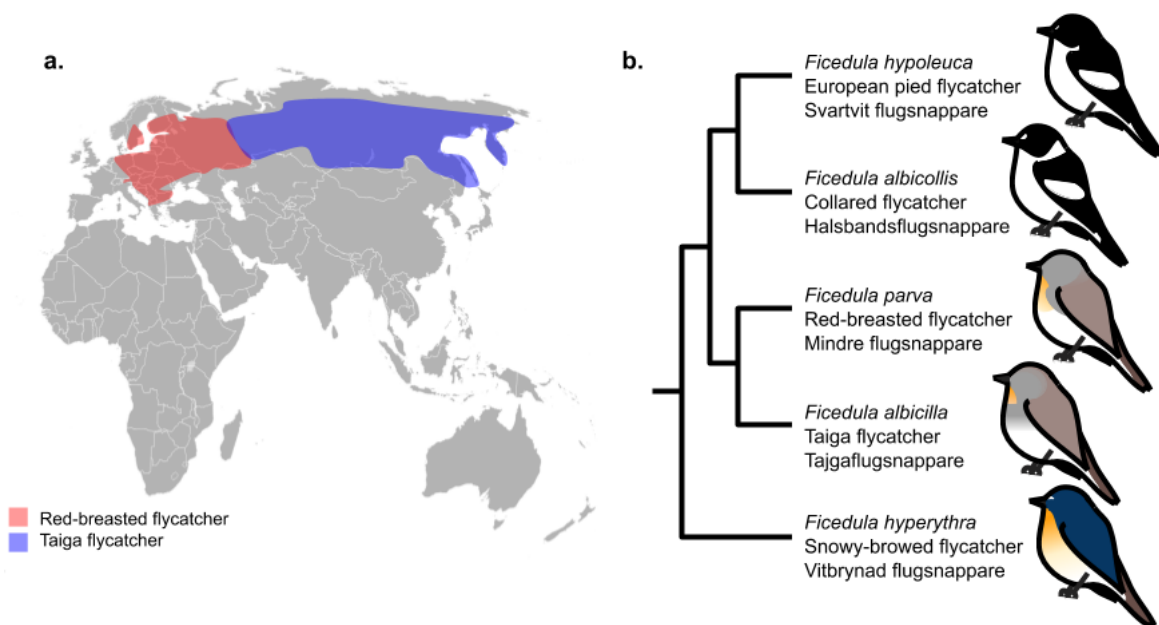 a.
Red-breasted flycatcher
Taiga flycatcher
b.
Ficedula hypoleuca
European pied flycatcher
Svartvit flugsnappare
Ficedula albicollis
Collared flycatcher
Halsbandsflugsnappare
Ficedula parva
Red-breasted flycatcher
Mindre flugsnappare
Ficedula albicilla
Taiga flycatcher
Tajgaflugsnappare
Ficedula hyperythra
Snowy-browed flycatcher
Vitbrynad flugsnappare